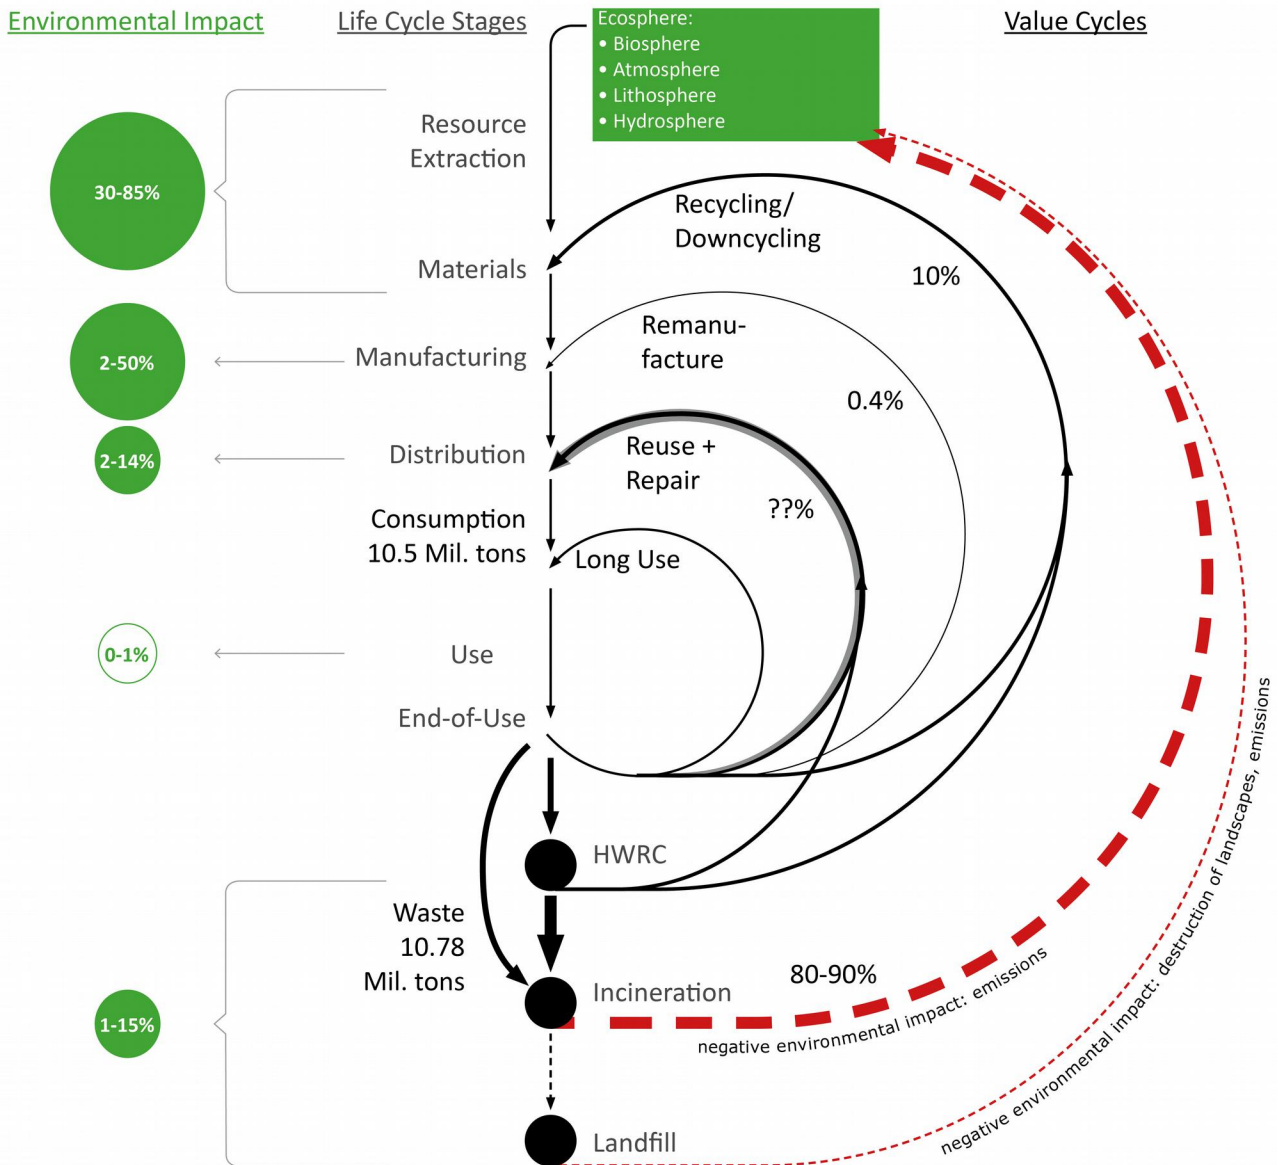 Environmental Impact
Life Cycle Stages
Value Cycles
Ecosphere:
• Biosphere
• Atmosphere
• Lithosphere
• Hydrosphere
Resource
Extraction
30-85%
Recycling/
Downcycling
Materials
10%
Remanu-
facture
Manufacturing
2-50%
0.4%
Distribution
2-14%
Reuse +
Repair
??%
Consumption
10.5 Mil. tons
Long Use
Use
0-1%
End-of-Use
HWRC
Waste
10.78
Mil. tons
80-90%
Incineration
1-15%
negative environmental impact: emissions
negative environmental impact: destruction of landscapes, emissions
Landfill